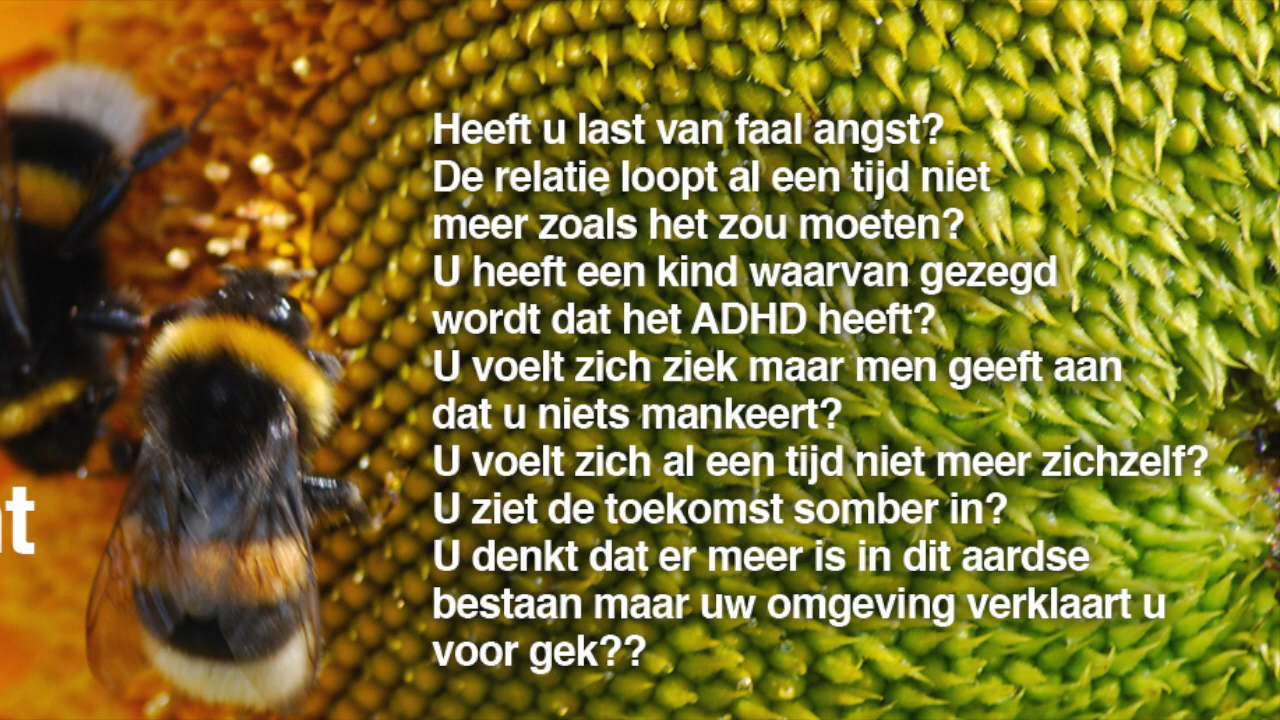 Heeft u last van faal angst?
De relatie loopt al een tijd niet
meer zoals het zou moeten?
U heeft een kind waarvan gezegd
wordt dat het ADHD heeft?
U voelt zich ziek maar men geeft aan
dat u niets mankeert?
U voelt zich al een tijd niet meer zichzelf?
U ziet de toekomst somber in?
U denkt dat er meer is in dit aardse
bestaan maar uw omgeving verklaart u
voor gek??